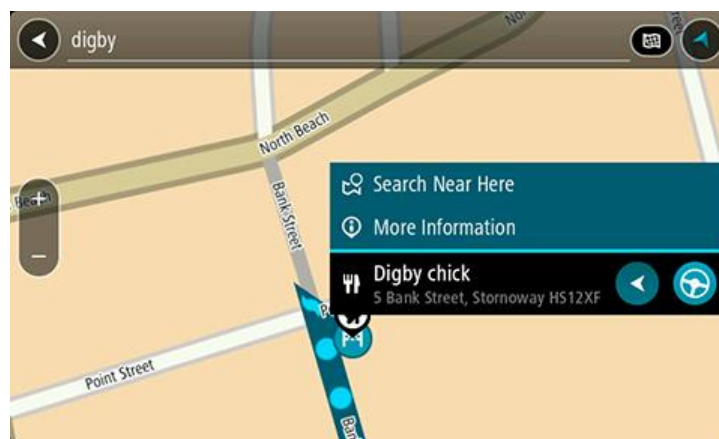 digby
North Beach
Bank Street
Search Near Here
More Information
Digby chick
5 Bank Street, Stornoway HS12XF
Point Street